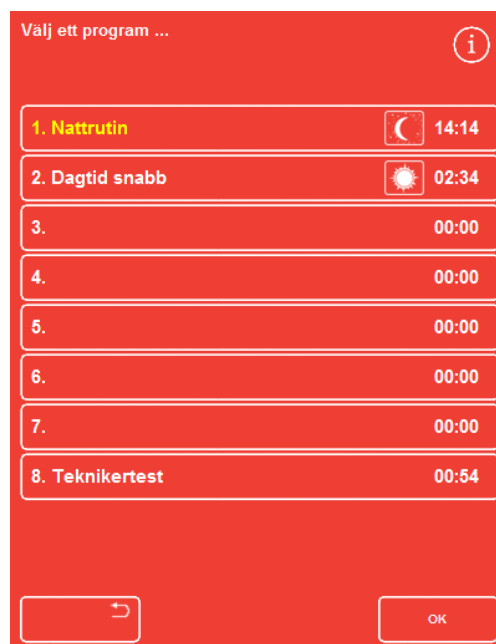 Välj ett program ...
i
1. Nattrutin 14:14
2. Dagtid snabb 02:34
3. 00:00
4. 00:00
5. 00:00
6. 00:00
7. 00:00
8. Teknikertest 00:54
OK